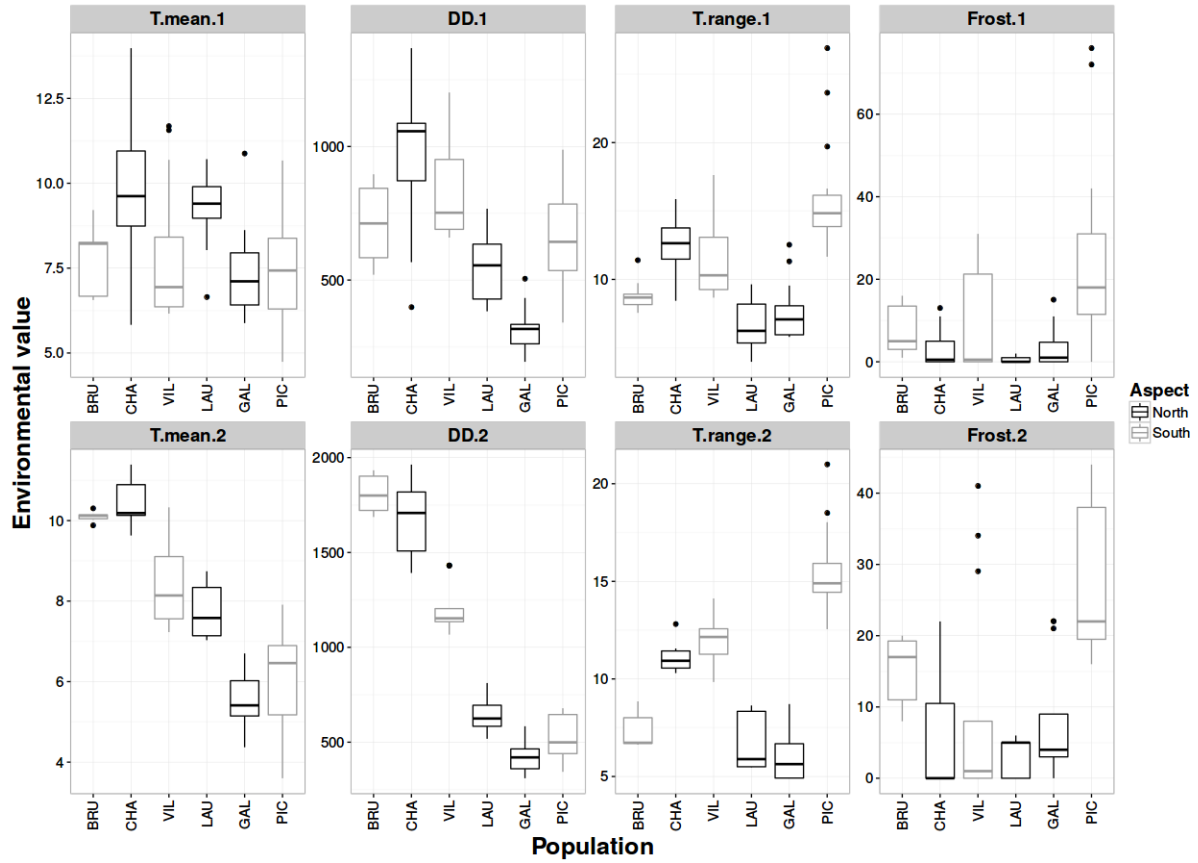 T.mean.1 DD.1 T.range.1 Frost.1
12.5
10.0
7.5
5.0
1000
500
20
10
60
40
20
0
BRU CHA VIL LAU GAL PIC
BRU CHA VIL LAU GAL PIC
BRU CHA VIL LAU GAL PIC
BRU CHA VIL LAU GAL PIC
T.mean.2 DD.2 T.range.2 Frost.2
10
8
6
4
2000
1500
1000
500
20
15
10
5
40
30
20
10
0
BRU CHA VIL LAU GAL PIC
BRU CHA VIL LAU GAL PIC
BRU CHA VIL LAU GAL PIC
BRU CHA VIL LAU GAL PIC
Environmental value
Population
Aspect
North
South